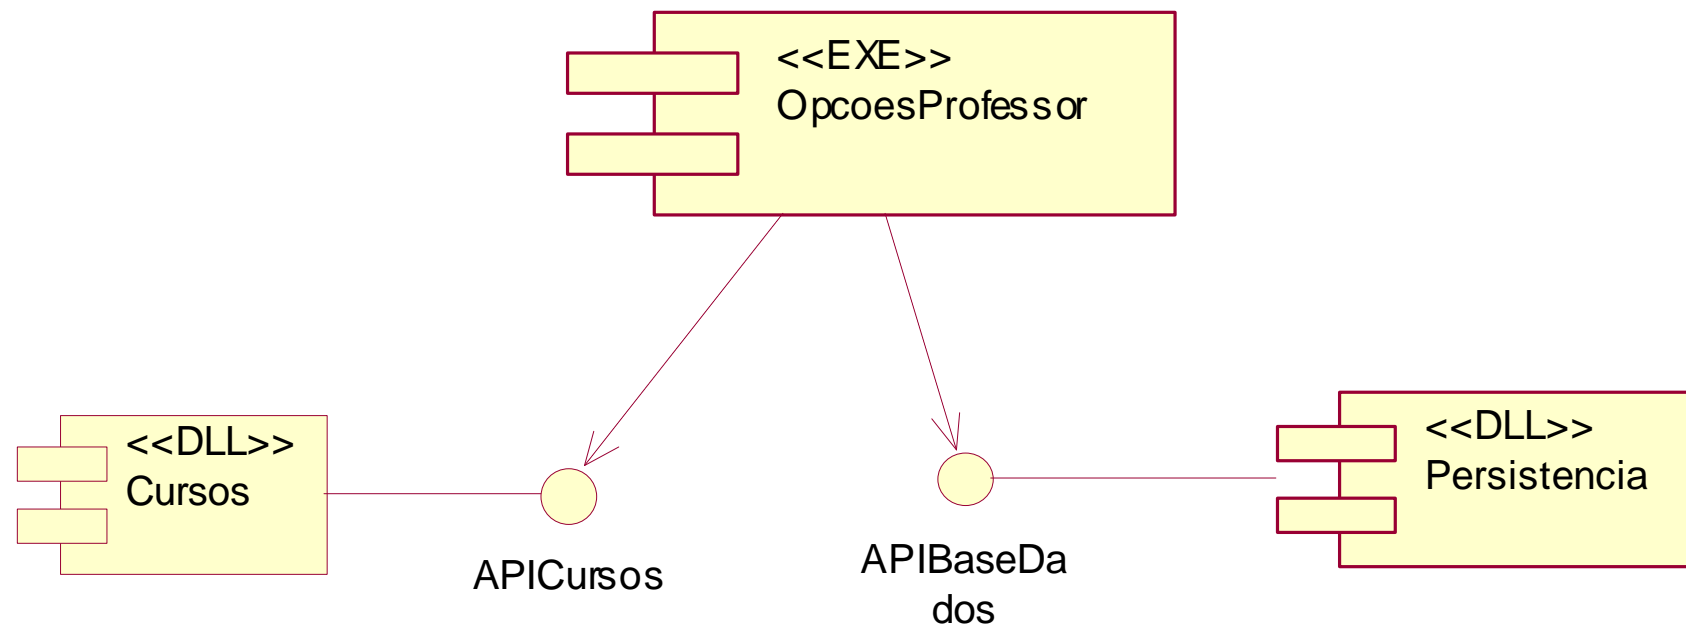 <<EXE>>
OpcoesProfessor
<<DLL>>
Cursos
APICursos
APIBaseDa
dos
<<DLL>>
Persistencia